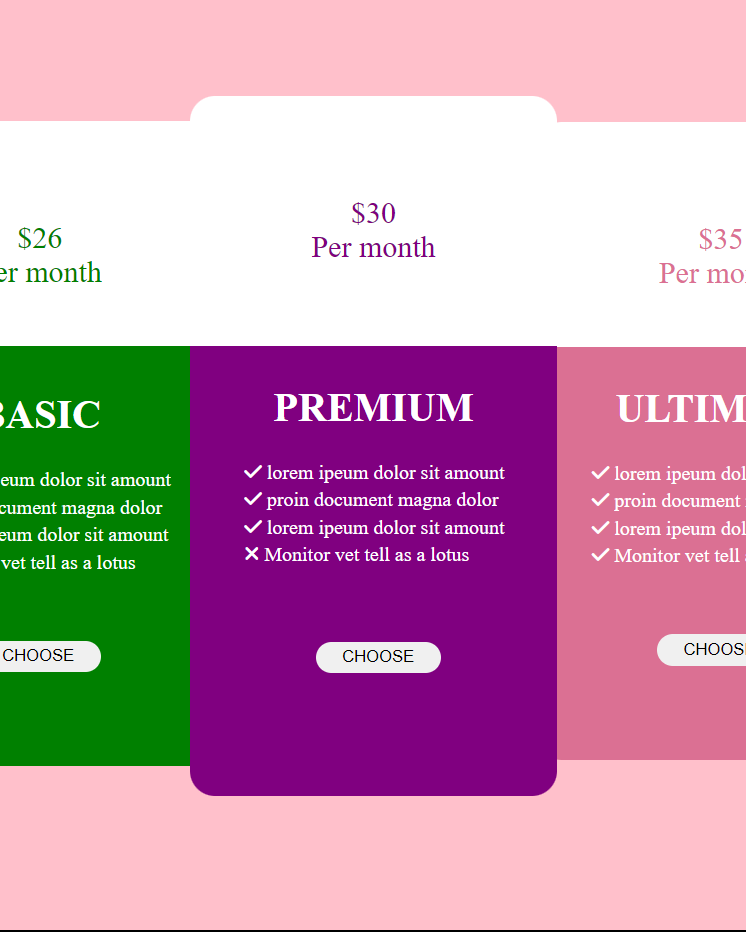 $26
er month
BASIC
eum dolor sit amount
cument magna dolor
eum dolor sit amount
vet tell as a lotus
CHOOSE
$30
Per month
PREMIUM
lorem ipeum dolor sit amount
proin document magna dolor
lorem ipeum dolor sit amount
Monitor vet tell as a lotus
CHOOSE
$35
Per mo
ULTIM
lorem ipeum dol
proin document
lorem ipeum dol
Monitor vet tell
CHOOS